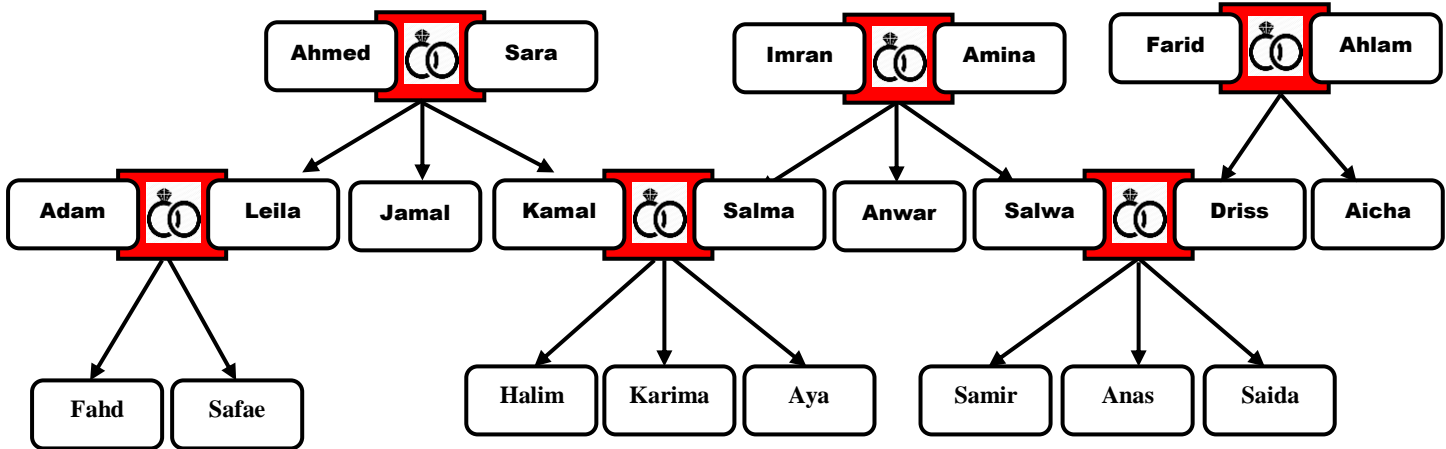 Ahmed
Sara
Imran
Amina
Farid
Ahlam
Adam
Leila
Jamal
Kamal
Salma
Anwar
Salwa
Driss
Aicha
Fahd
Safae
Halim
Karima
Aya
Samir
Anas
Saida